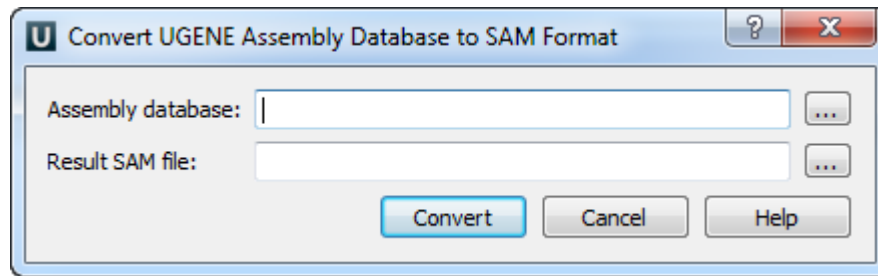 U Convert UGENE Assembly Database to SAM Format ? X
Assembly database: ...
Result SAM file: ...
Convert Cancel Help